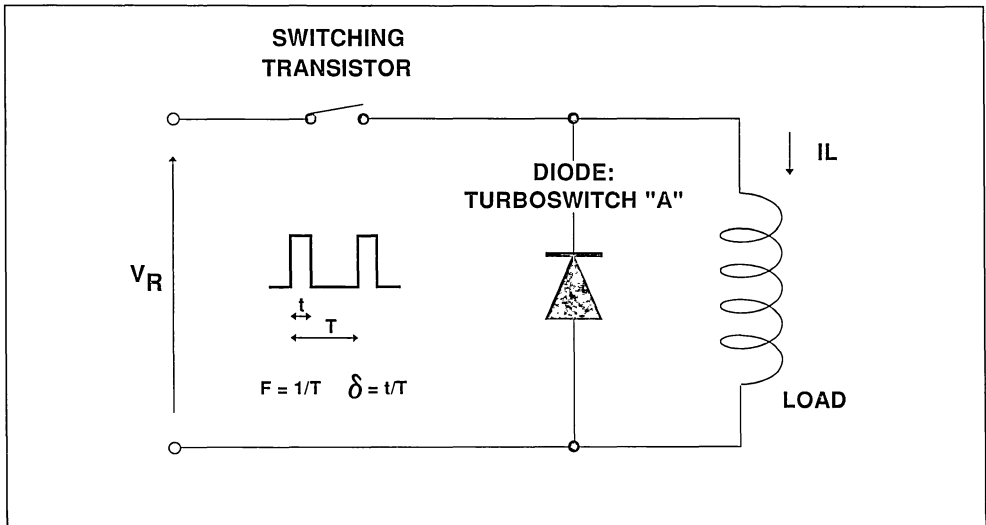 SWITCHING
TRANSISTOR
IL
DIODE:
TURBOSWITCH "A"
VR
t
T
F = 1/T δ = t/T
LOAD